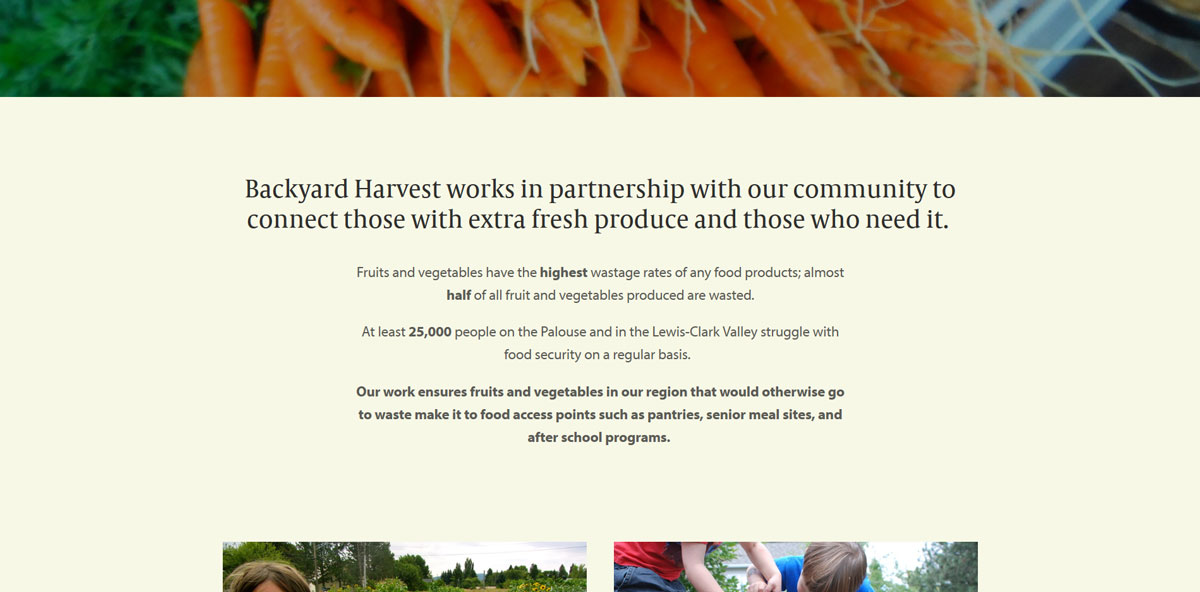 Backyard Harvest works in partnership with our community to
connect those with extra fresh produce and those who need it.
Fruits and vegetables have the highest wastage rates of any food products; almost
half of all fruit and vegetables produced are wasted.
At least 25,000 people on the Palouse and in the Lewis-Clark Valley struggle with
food security on a regular basis.
Our work ensures fruits and vegetables in our region that would otherwise go
to waste make it to food access points such as pantries, senior meal sites, and
after school programs.